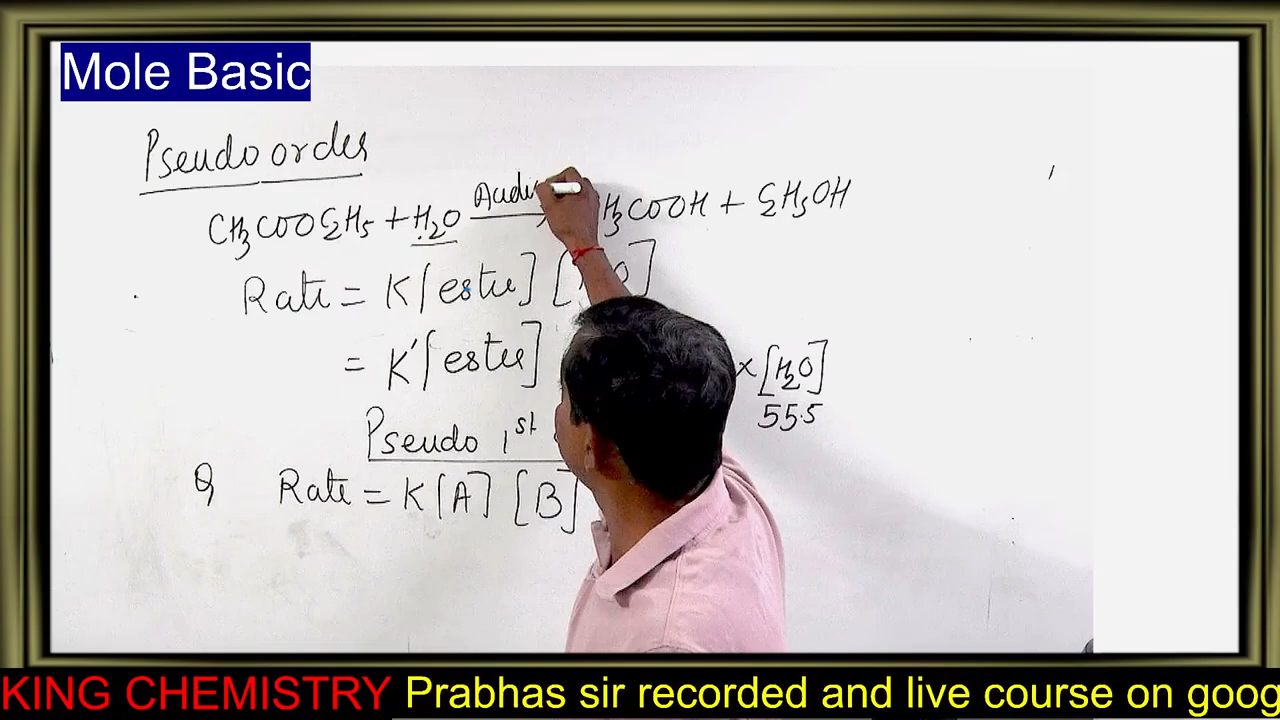 Mole Basic
Pseudo order
CH3COOC2H5 + H2O H3COOH + C2H5OH
Rate = K[ester] [ O]
= K'[ester]
× [H2O]
55.5
Pseudo 1st
Q Rate = K[A] [B]
KING CHEMISTRY Prabhas sir recorded and live course on goog